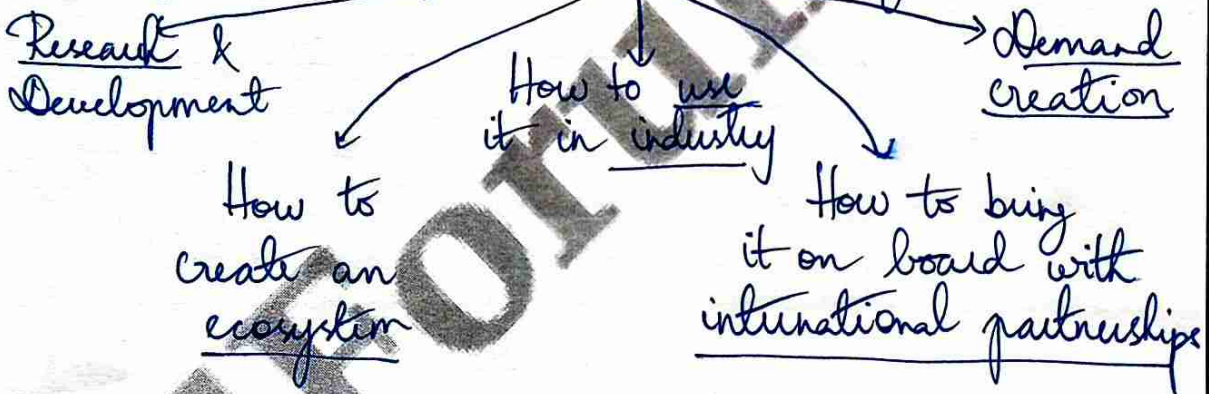 Research &
Development
How to use
it in industry
Demand
creation
How to
create an
ecosystem
How to bring
it on board with
international partnerships
Forum